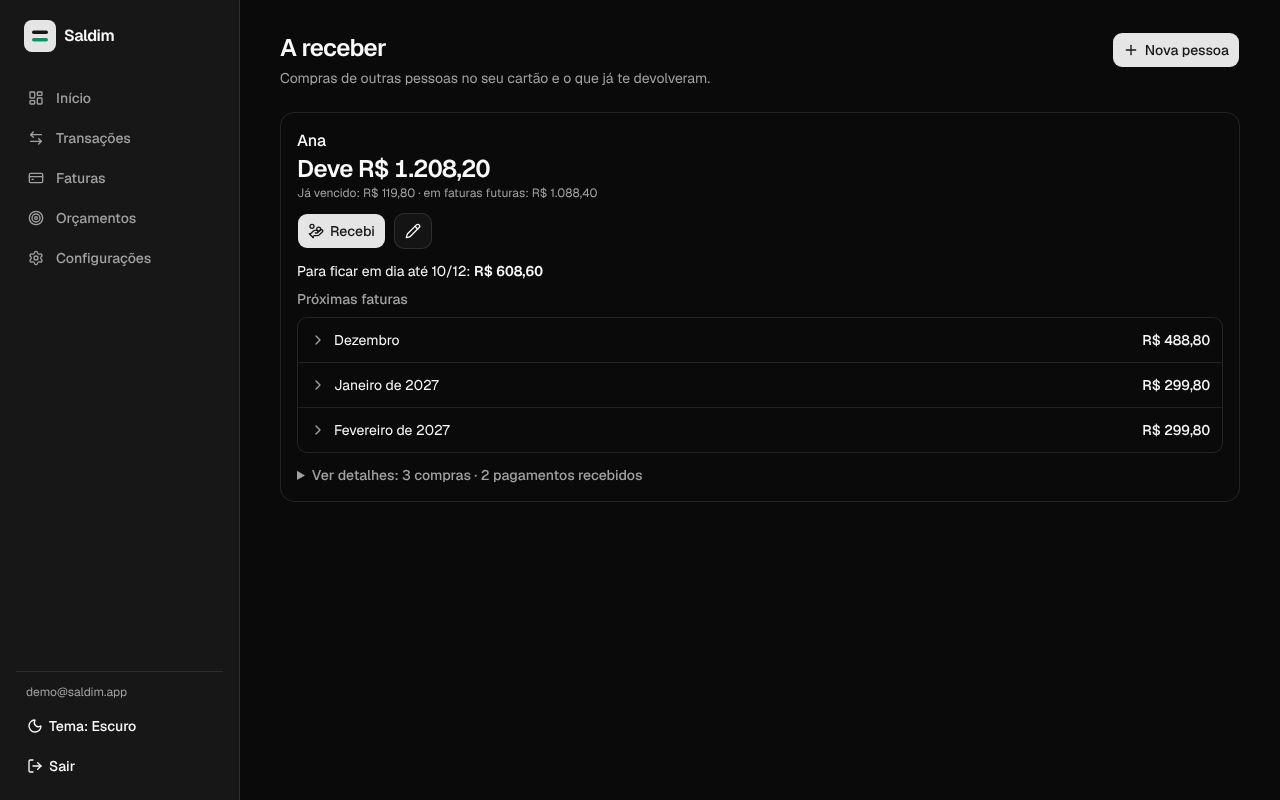 Saldim
Início
Transações
Faturas
Orçamentos
Configurações
demo@saldim.app
Tema: Escuro
Sair
A receber
Compras de outras pessoas no seu cartão e o que já te devolveram.
Nova pessoa
Ana
Deve R$ 1.208,20
Já vencido: R$ 119,80 · em faturas futuras: R$ 1.088,40
Recebi
Para ficar em dia até 10/12: R$ 608,60
Próximas faturas
Dezembro R$ 488,80
Janeiro de 2027 R$ 299,80
Fevereiro de 2027 R$ 299,80
Ver detalhes: 3 compras · 2 pagamentos recebidos